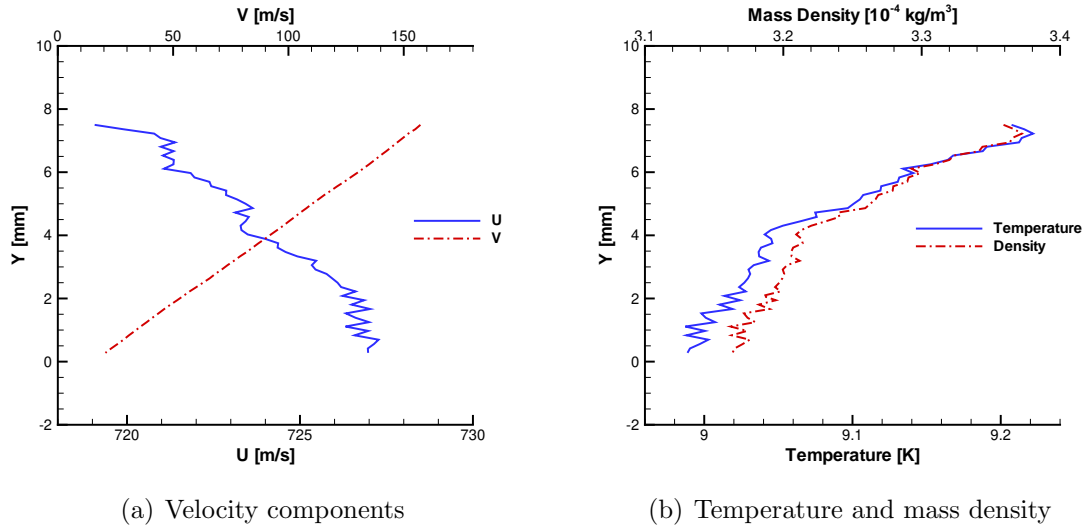 V [m/s]
0 50 100 150
10
8
6
4
2
0
-2
Y [mm]
U
V
720 725 730
U [m/s]
(a) Velocity components
Mass Density [10⁻⁴ kg/m³]
3.1 3.2 3.3 3.4
10
8
6
4
2
0
-2
Y [mm]
Temperature
Density
9 9.1 9.2
Temperature [K]
(b) Temperature and mass density